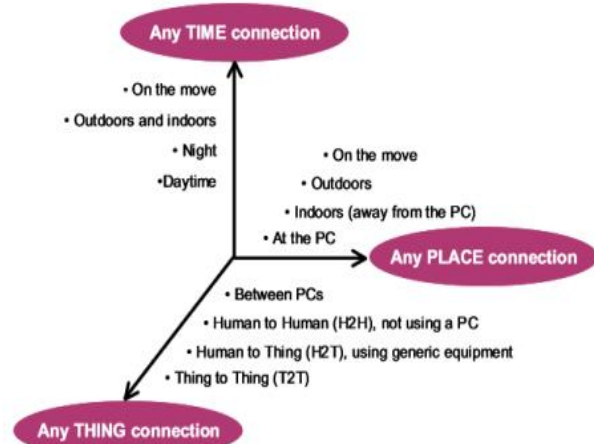 Any TIME connection
• On the move
• Outdoors and indoors
• Night
•Daytime
• On the move
• Outdoors
• Indoors (away from the PC)
• At the PC
Any PLACE connection
• Between PCs
• Human to Human (H2H), not using a PC
• Human to Thing (H2T), using generic equipment
• Thing to Thing (T2T)
Any THING connection